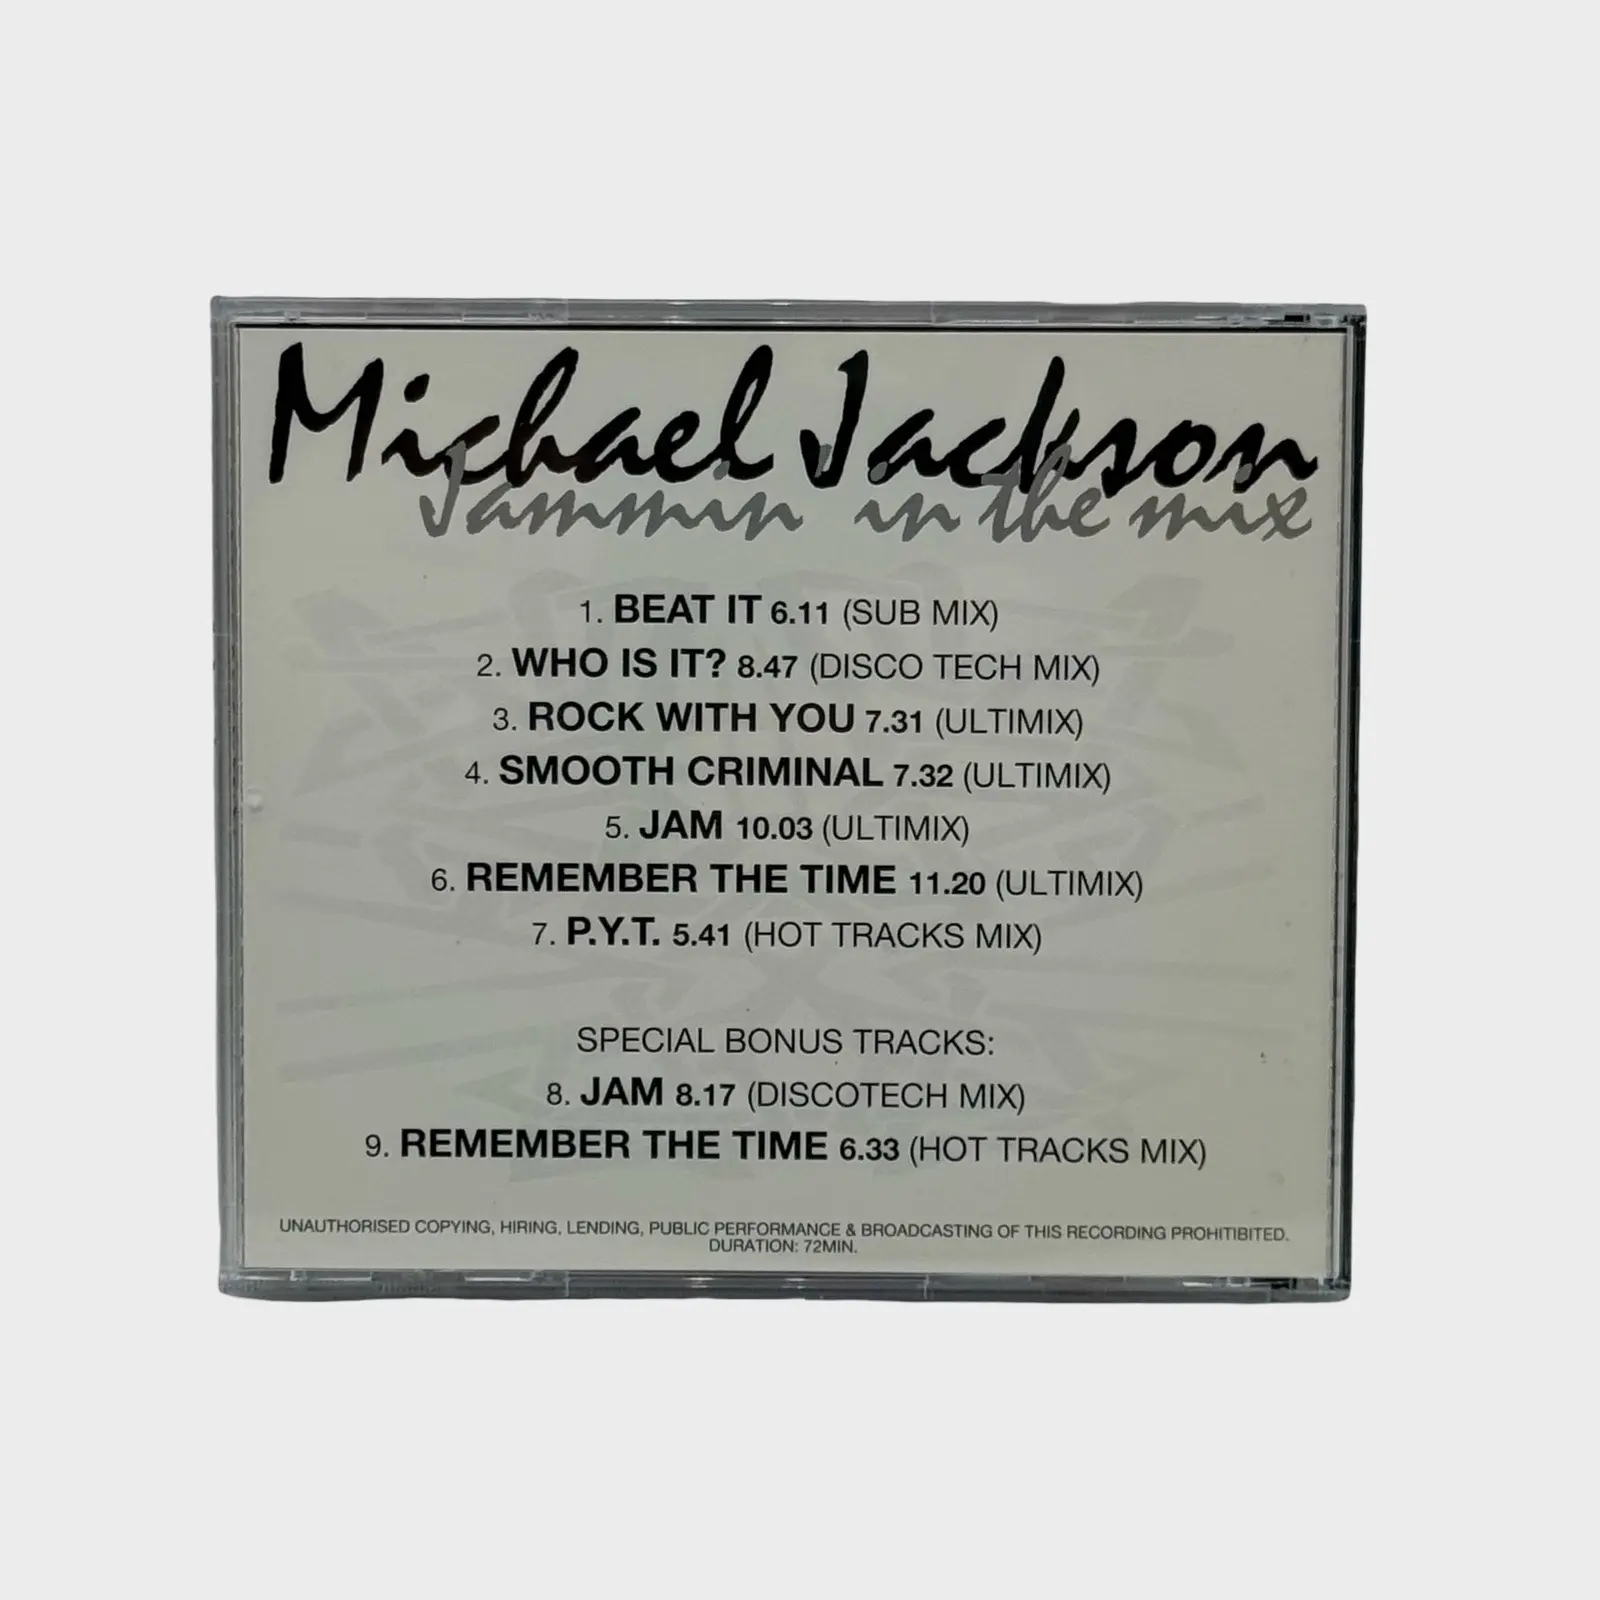 Michael Jackson
Jammin' in the mix
1. BEAT IT 6.11 (SUB MIX)
2. WHO IS IT? 8.47 (DISCO TECH MIX)
3. ROCK WITH YOU 7.31 (ULTIMIX)
4. SMOOTH CRIMINAL 7.32 (ULTIMIX)
5. JAM 10.03 (ULTIMIX)
6. REMEMBER THE TIME 11.20 (ULTIMIX)
7. P.Y.T. 5.41 (HOT TRACKS MIX)
SPECIAL BONUS TRACKS:
8. JAM 8.17 (DISCOTECH MIX)
9. REMEMBER THE TIME 6.33 (HOT TRACKS MIX)
UNAUTHORISED COPYING, HIRING, LENDING, PUBLIC PERFORMANCE & BROADCASTING OF THIS RECORDING PROHITIBITED.
DURATION: 72MIN.